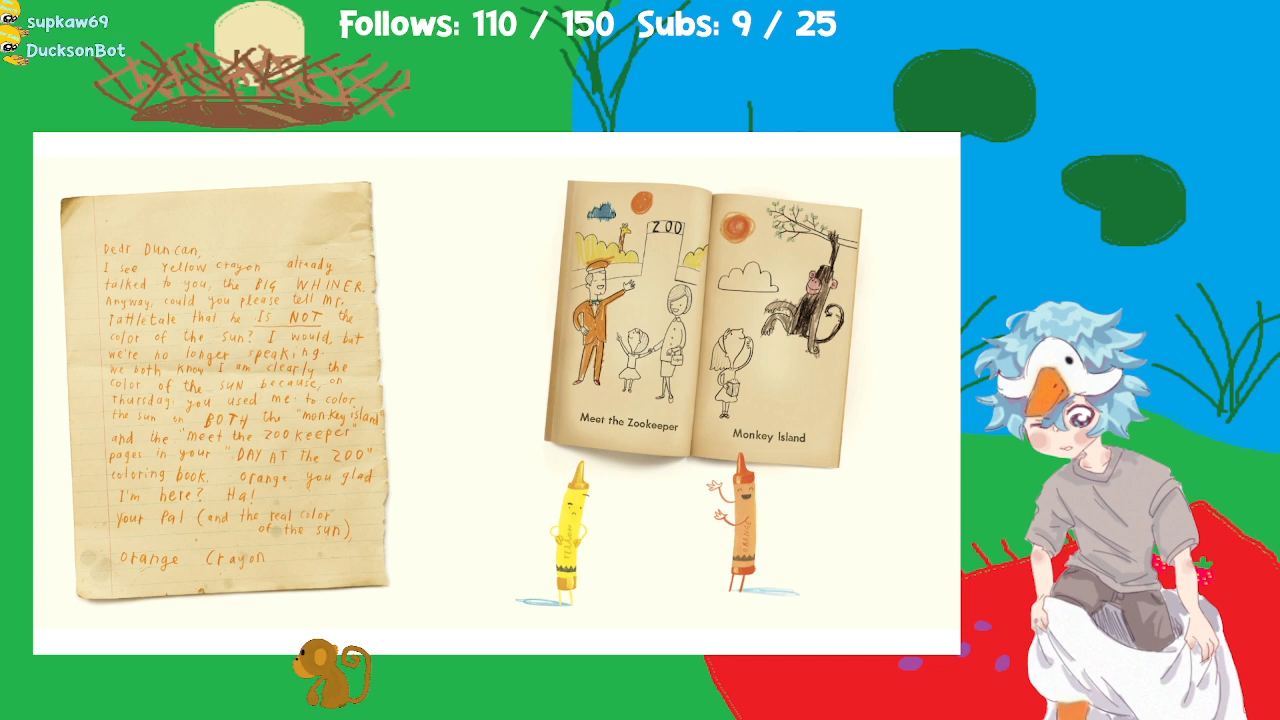 supkaw69
DucksonBot
Follows: 110 / 150 Subs: 9 / 25
Dear Duncan,
I see Yellow crayon already
talked to you, the BIG WHINER.
Anyway, could you please tell Mr.
Tattletale that he IS NOT the
color of the sun? I would, but
we're no longer speaking.
we both know I am clearly the
color of the SUN because, on
Thursday, you used me to color
the sun on BOTH the "monkey island"
and the "meet the ZOO KEEPER"
pages in your "DAY AT the ZOO"
coloring book. orange you glad
I'm here? Ha!
your Pal (and the real color
of the sun),
orange Crayon
ZOO
Meet the Zookeeper
Monkey Island
YELLOW
ORANGE